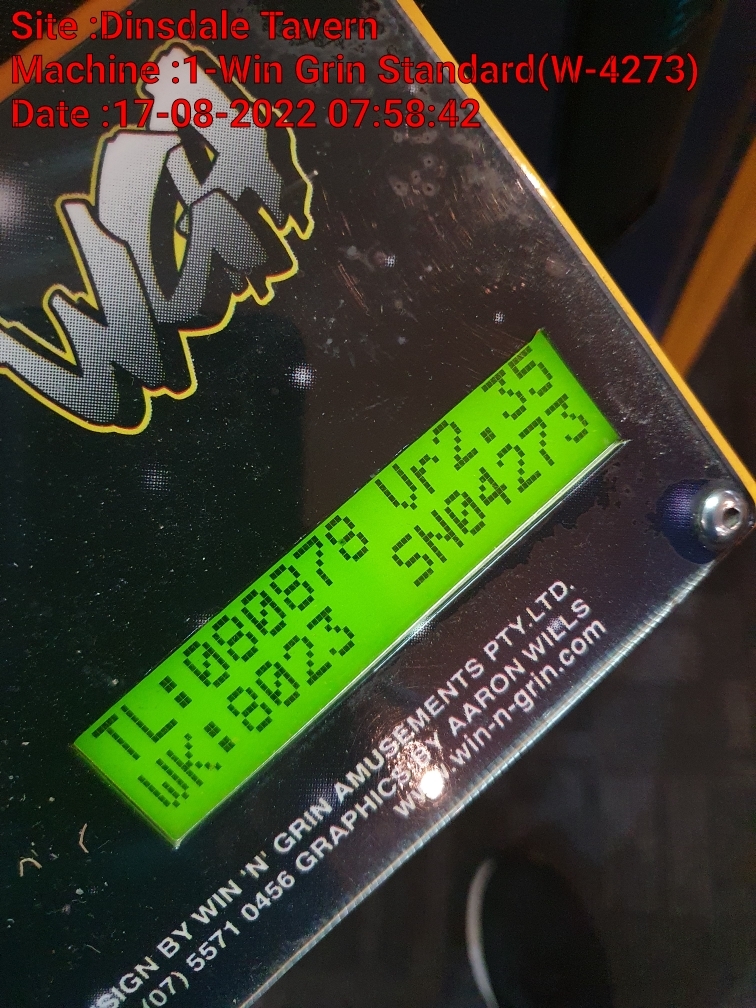 Site :Dinsdale Tavern
Machine :1-Win Grin Standard(W-4273)
Date :17-08-2022 07:58:42
WGR
TL:080878 Vr2.35
WK:8023 SN04273
SIGN BY WIN 'N' GRIN AMUSEMENTS PTY.LTD.
(07) 5571 0456 GRAPHICS BY AARON WILLS
www.win-n-grin.com